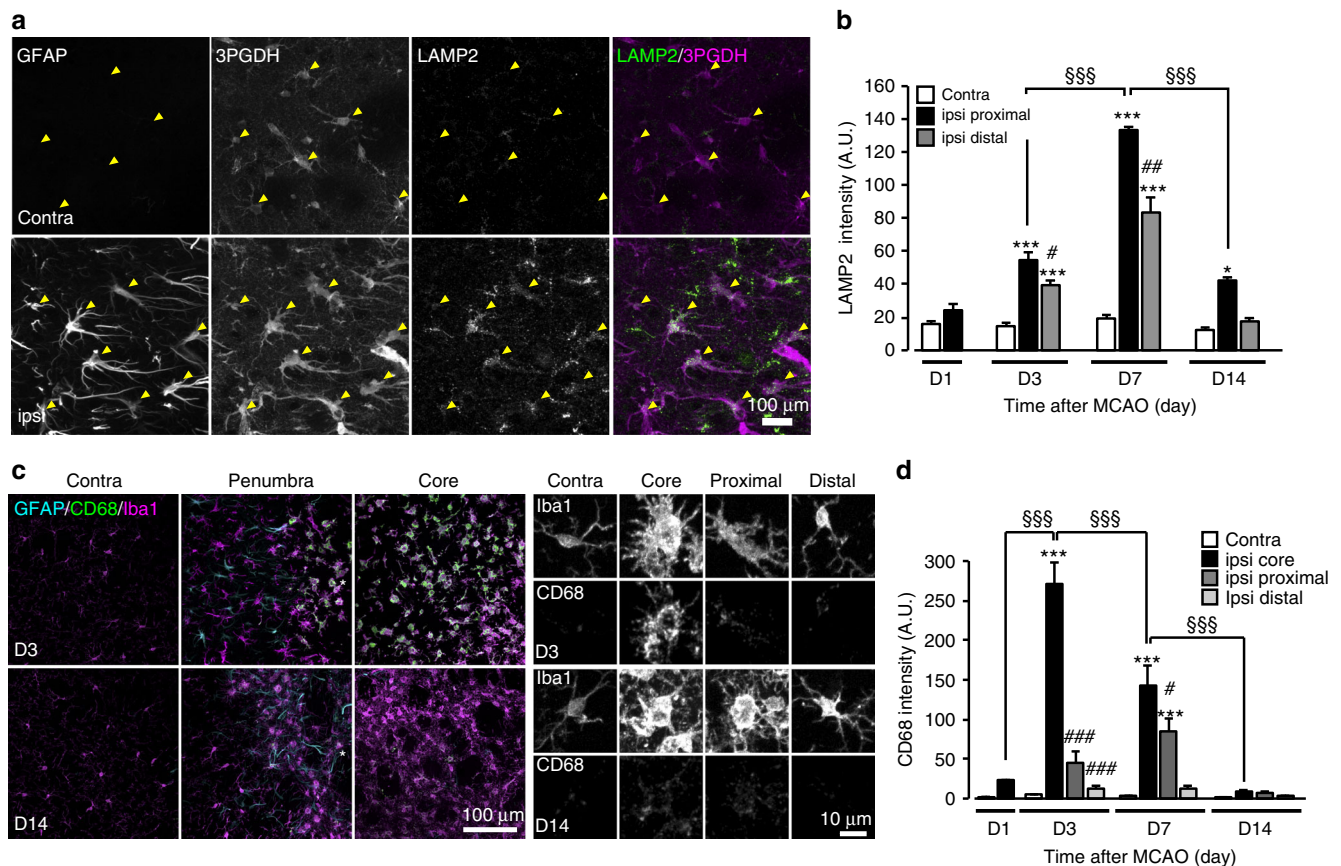 a
GFAP
3PGDH
LAMP2
LAMP2/3PGDH
Contra
ipsi
100 μm
b
160
140
120
100
80
60
40
20
0
LAMP2 intensity (A.U.)
Contra
ipsi proximal
ipsi distal
§§§
§§§
***
#
***
***
##
***
*
D1
D3
D7
D14
Time after MCAO (day)
c
Contra
Penumbra
Core
GFAP/CD68/Iba1
*
D3
*
D14
100 μm
Contra
Core
Proximal
Distal
Iba1
CD68
D3
Iba1
CD68
D14
10 μm
d
300
250
200
150
100
50
0
CD68 intensity (A.U.)
Contra
ipsi core
ipsi proximal
Ipsi distal
§§§
§§§
§§§
***
###
###
***
#
***
D1
D3
D7
D14
Time after MCAO (day)